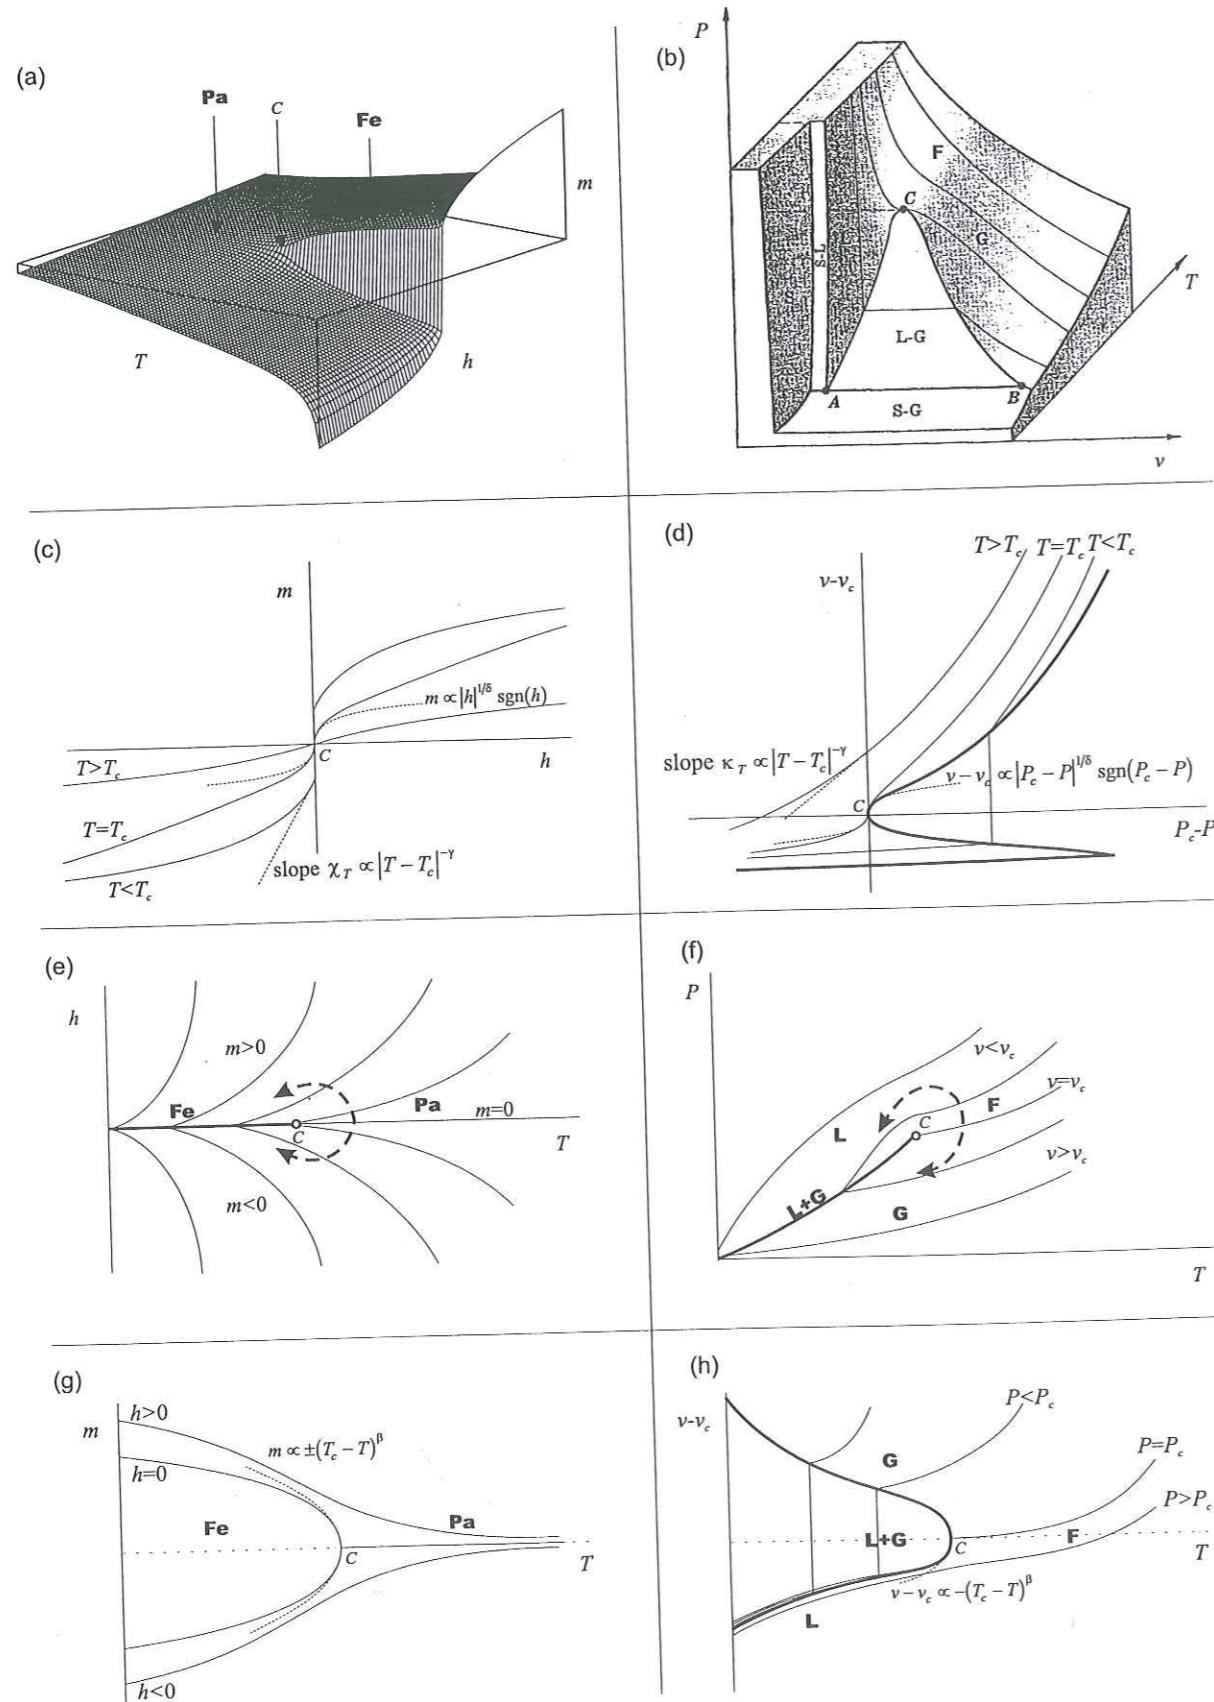 (a)
Pa
C
Fe
m
T
h
(b)
P
F
C
G
S
S-L
L
L-G
A
B
S-G
T
v
(c)
m
m ∝ |h|^{1/δ} sgn(h)
C
h
T>T_c
T=T_c
T<T_c
slope χ_T ∝ |T − T_c|^{−γ}
(d)
T>T_c T=T_c T<T_c
v-v_c
slope κ_T ∝ |T − T_c|^{−γ}
v − v_c ∝ |P_c − P|^{1/δ} sgn(P_c − P)
C
P_c-P
(e)
h
m>0
Fe
Pa
m=0
C
T
m<0
(f)
P
v<v_c
v=v_c
C
F
L
v>v_c
L+G
G
T
(g)
m
h>0
m ∝ ±(T_c − T)^β
h=0
Fe
Pa
C
T
h<0
(h)
v-v_c
P<P_c
G
P=P_c
P>P_c
L+G
F
C
T
v − v_c ∝ −(T_c − T)^β
L